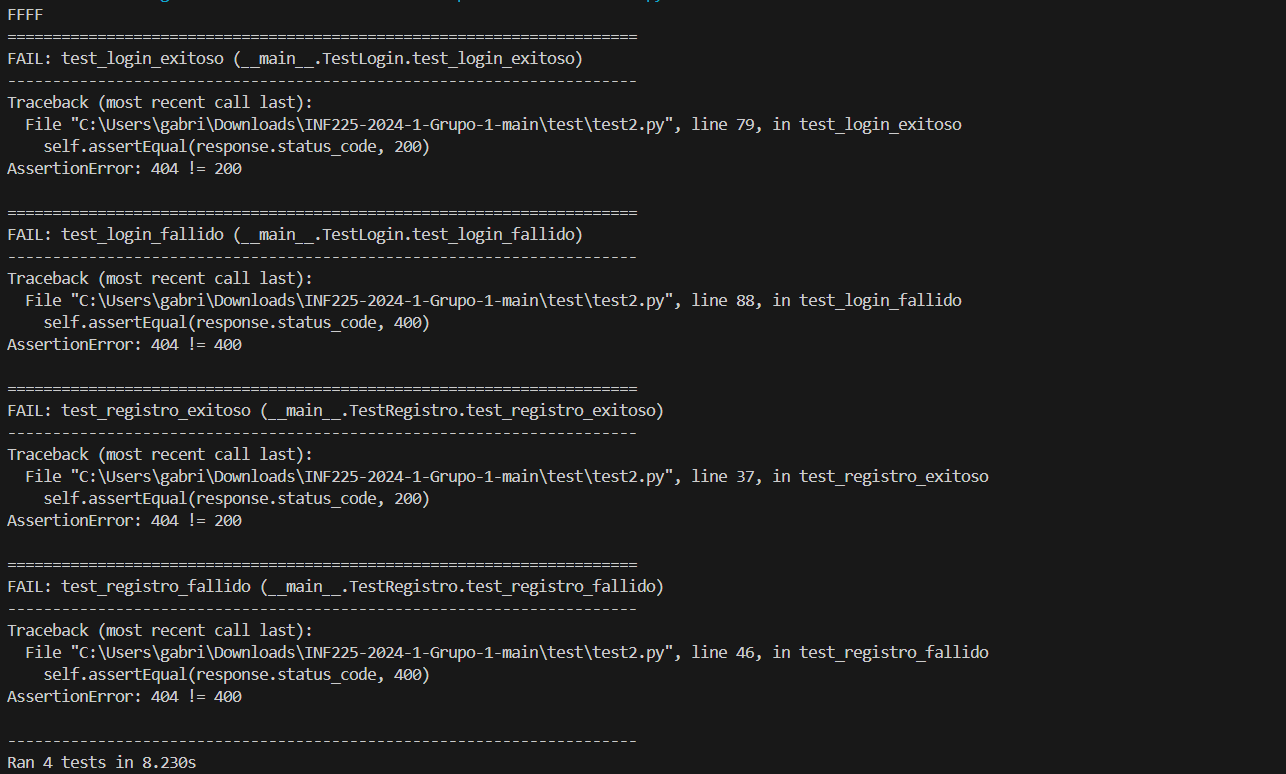 FFFF
======================================================================
FAIL: test_login_exitoso (__main__.TestLogin.test_login_exitoso)
----------------------------------------------------------------------
Traceback (most recent call last):
  File "C:\Users\gabri\Downloads\INF225-2024-1-Grupo-1-main\test\test2.py", line 79, in test_login_exitoso
    self.assertEqual(response.status_code, 200)
AssertionError: 404 != 200

======================================================================
FAIL: test_login_fallido (__main__.TestLogin.test_login_fallido)
----------------------------------------------------------------------
Traceback (most recent call last):
  File "C:\Users\gabri\Downloads\INF225-2024-1-Grupo-1-main\test\test2.py", line 88, in test_login_fallido
    self.assertEqual(response.status_code, 400)
AssertionError: 404 != 400

======================================================================
FAIL: test_registro_exitoso (__main__.TestRegistro.test_registro_exitoso)
----------------------------------------------------------------------
Traceback (most recent call last):
  File "C:\Users\gabri\Downloads\INF225-2024-1-Grupo-1-main\test\test2.py", line 37, in test_registro_exitoso
    self.assertEqual(response.status_code, 200)
AssertionError: 404 != 200

======================================================================
FAIL: test_registro_fallido (__main__.TestRegistro.test_registro_fallido)
----------------------------------------------------------------------
Traceback (most recent call last):
  File "C:\Users\gabri\Downloads\INF225-2024-1-Grupo-1-main\test\test2.py", line 46, in test_registro_fallido
    self.assertEqual(response.status_code, 400)
AssertionError: 404 != 400

----------------------------------------------------------------------
Ran 4 tests in 8.230s